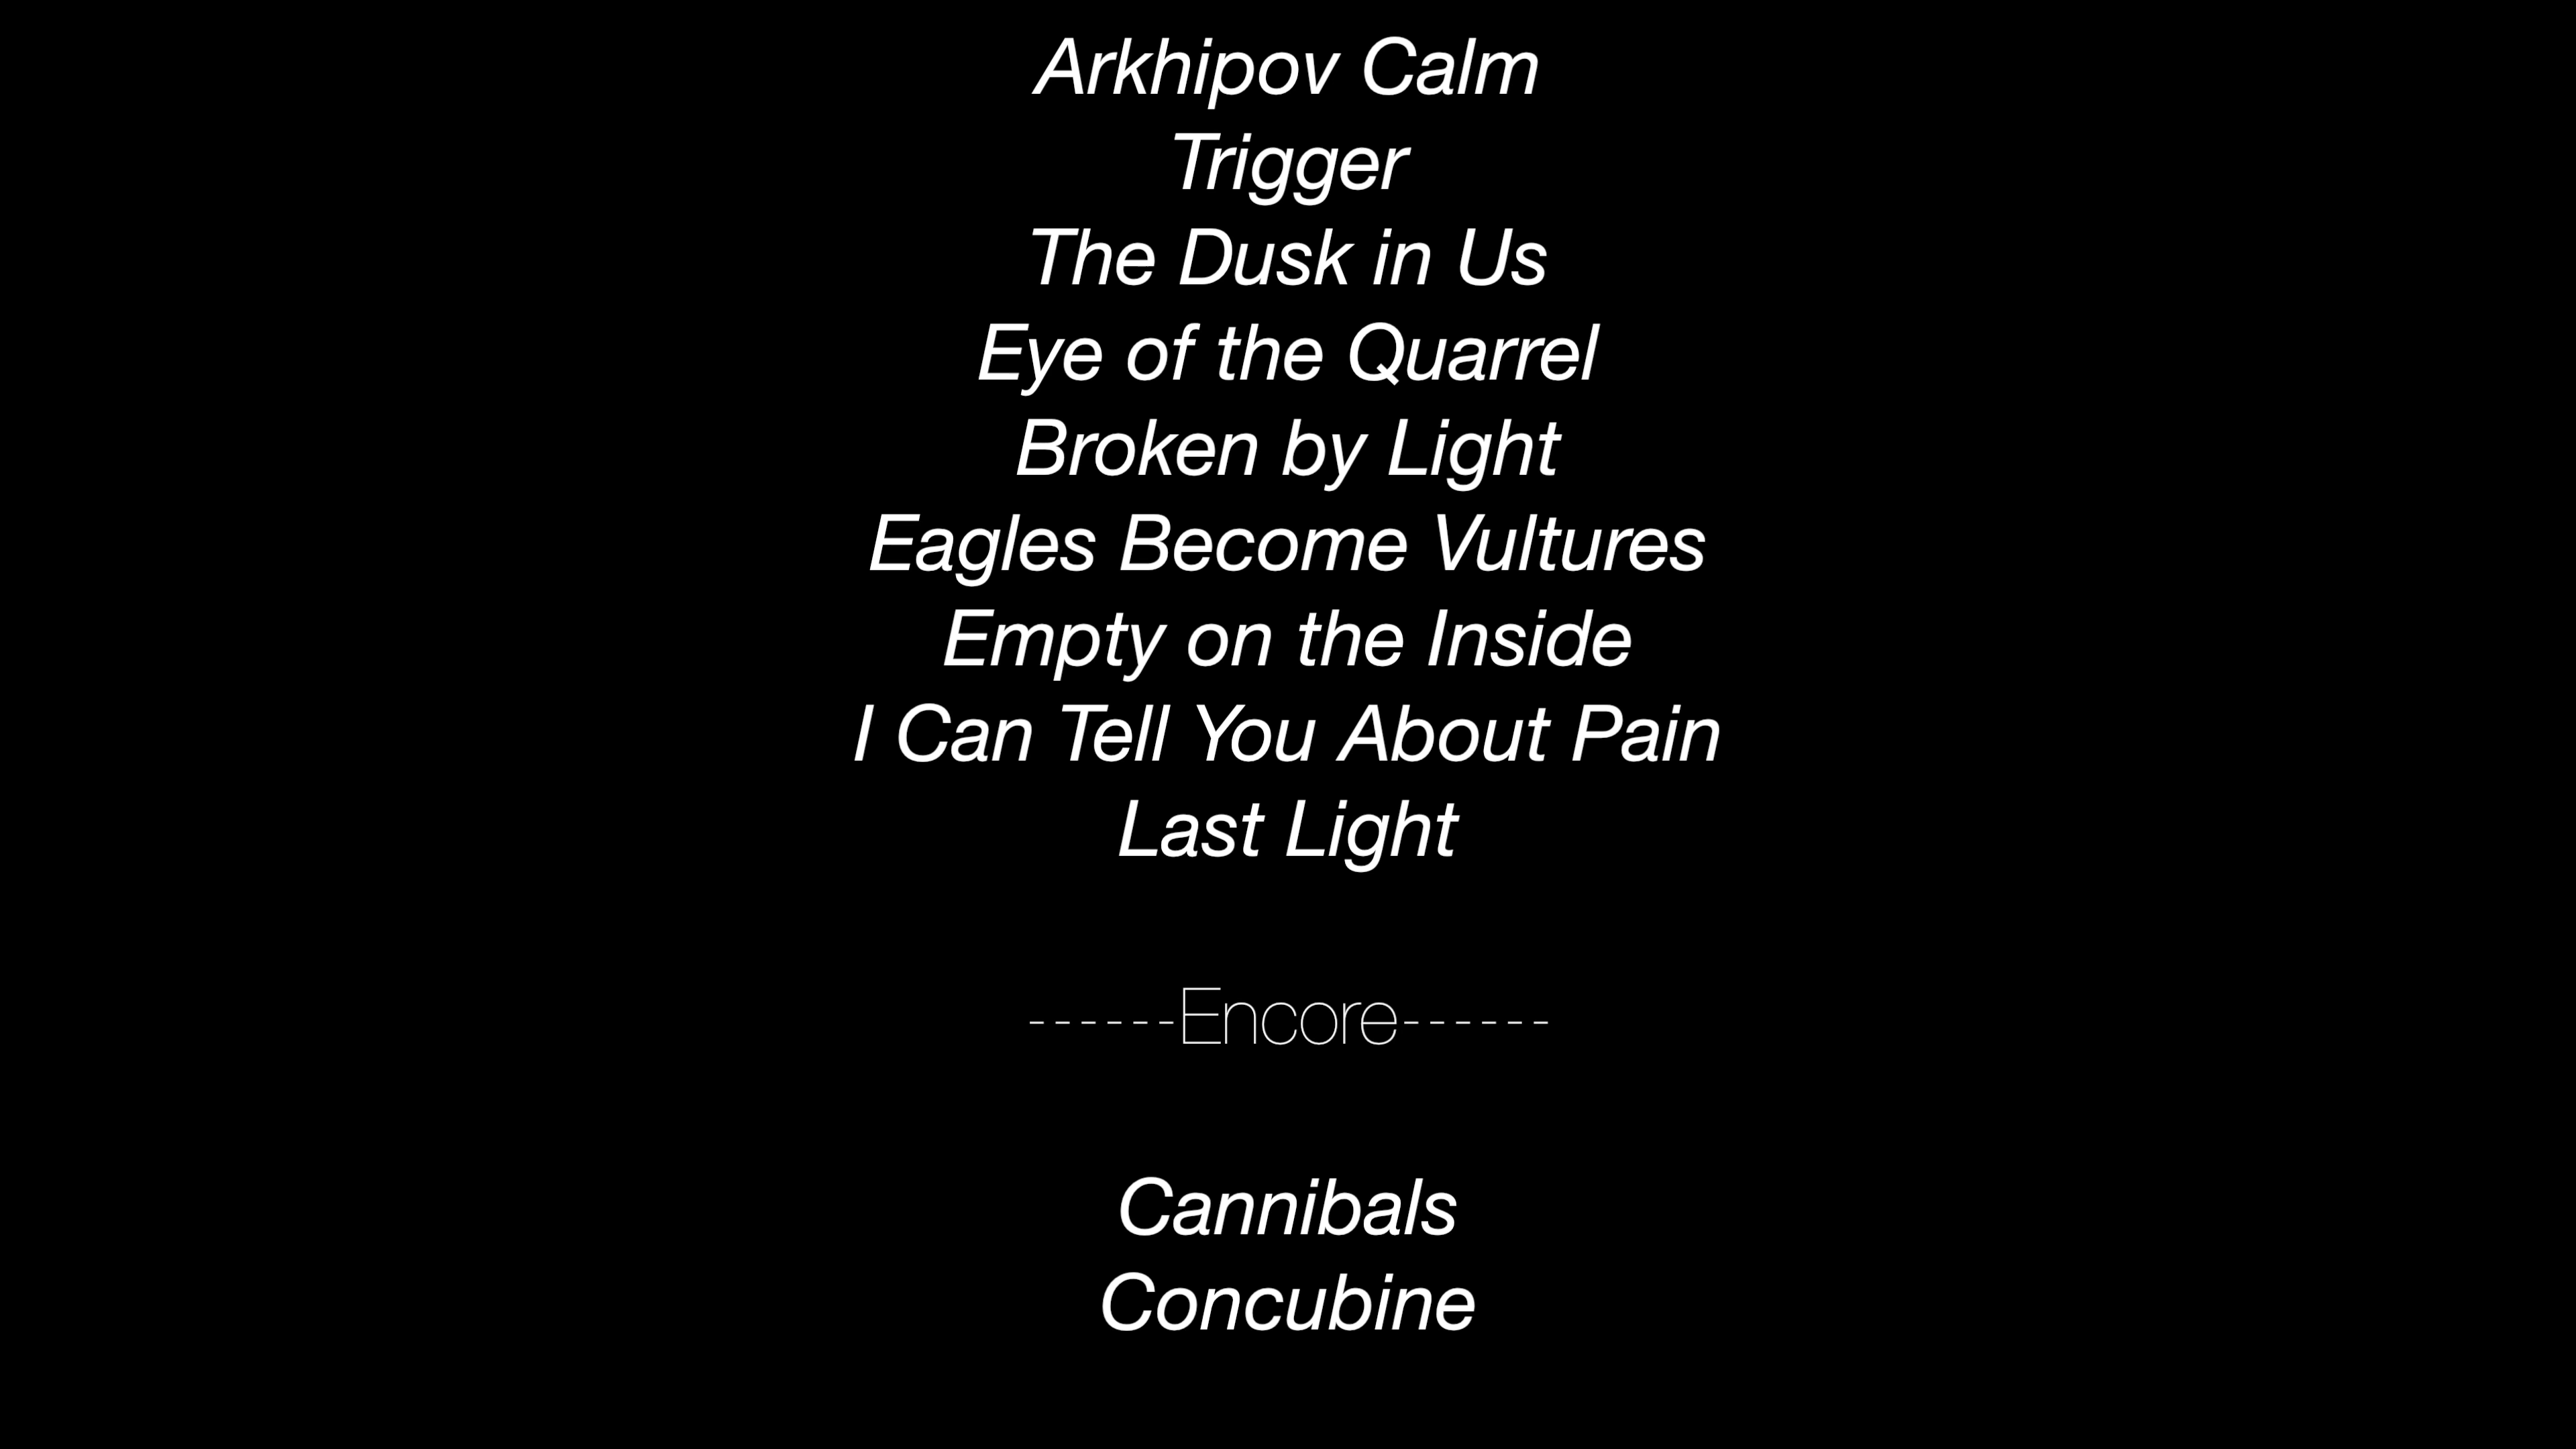 Arkhipov Calm
Trigger
The Dusk in Us
Eye of the Quarrel
Broken by Light
Eagles Become Vultures
Empty on the Inside
I Can Tell You About Pain
Last Light
------Encore------
Cannibals
Concubine